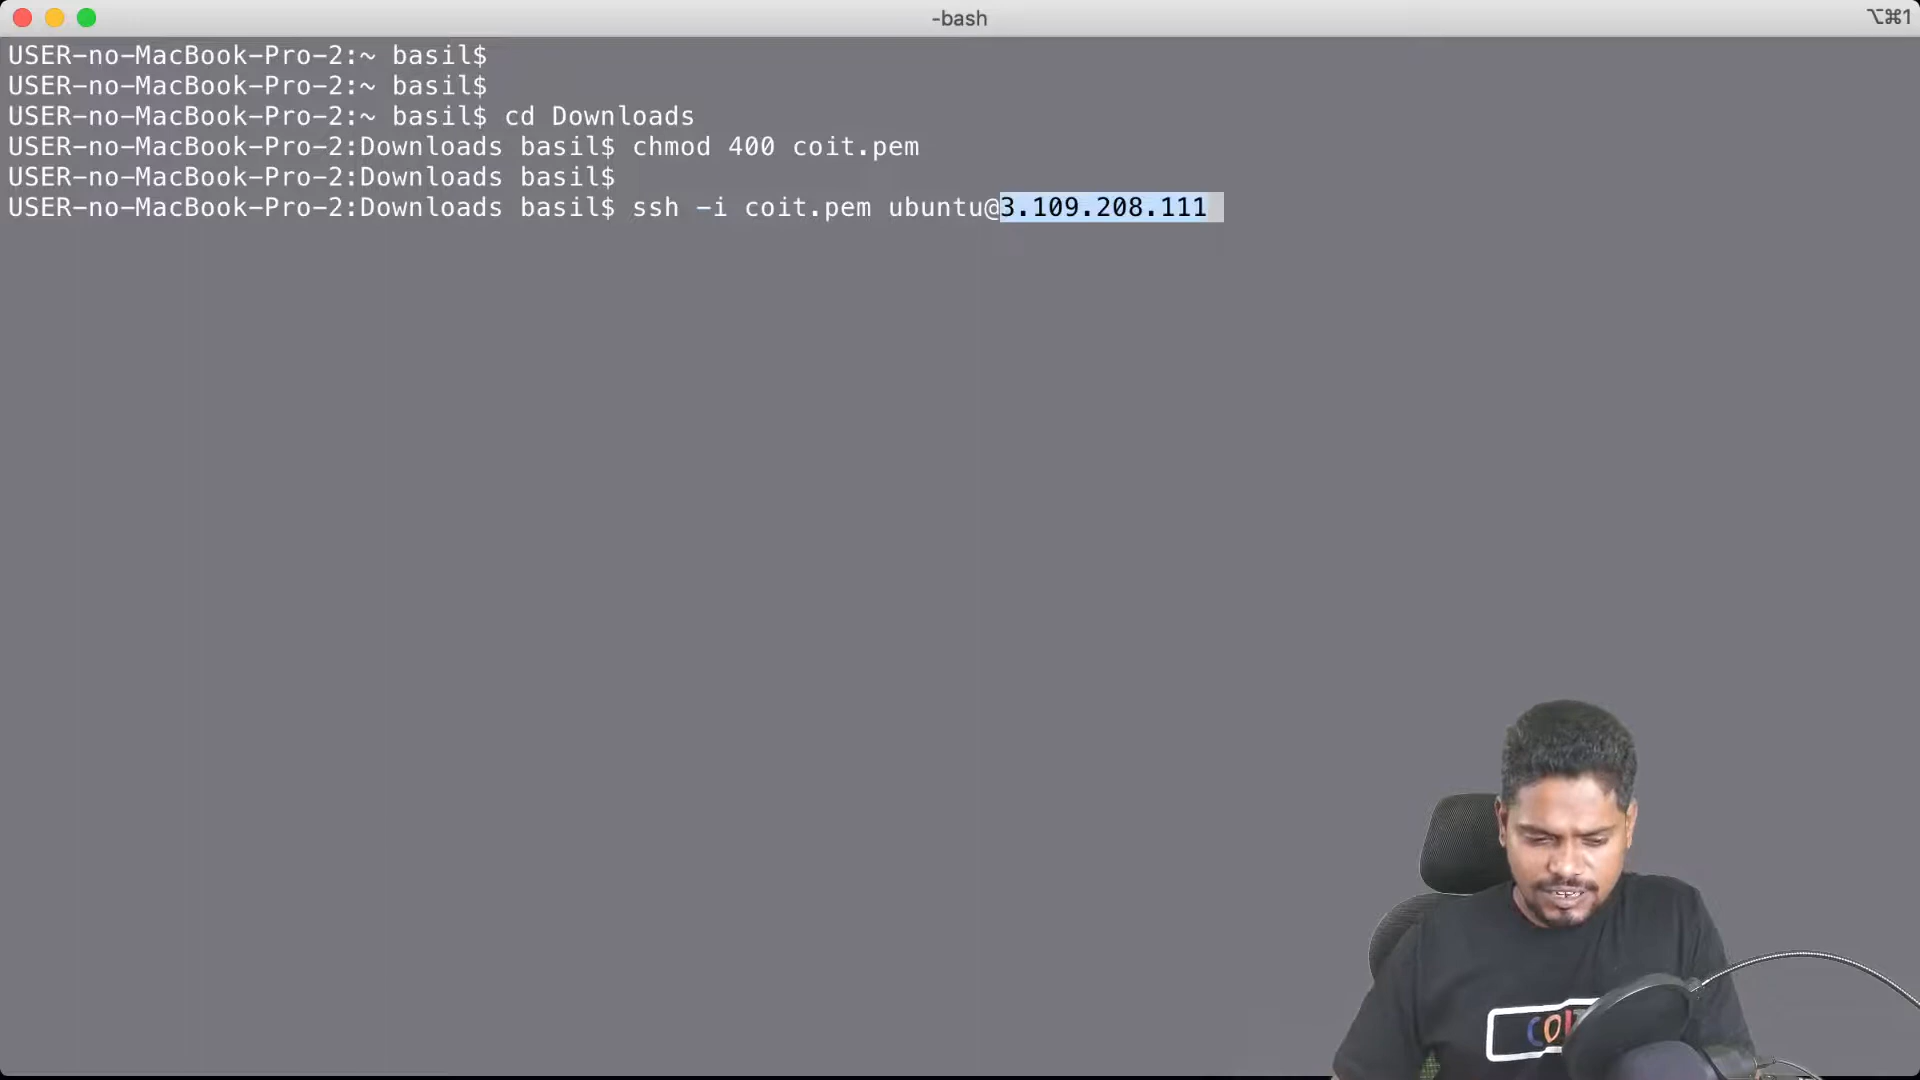 -bash
⌥⌘1
USER-no-MacBook-Pro-2:~ basil$
USER-no-MacBook-Pro-2:~ basil$
USER-no-MacBook-Pro-2:~ basil$ cd Downloads
USER-no-MacBook-Pro-2:Downloads basil$ chmod 400 coit.pem
USER-no-MacBook-Pro-2:Downloads basil$
USER-no-MacBook-Pro-2:Downloads basil$ ssh -i coit.pem ubuntu@3.109.208.111